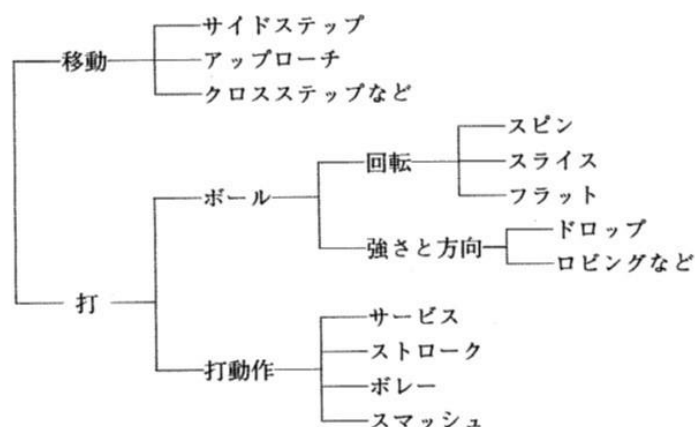 移動
サイドステップ
アップローチ
クロスステップなど
打
ボール
回転
スピン
スライス
フラット
強さと方向
ドロップ
ロビングなど
打動作
サービス
ストローク
ボレー
スマッシュ